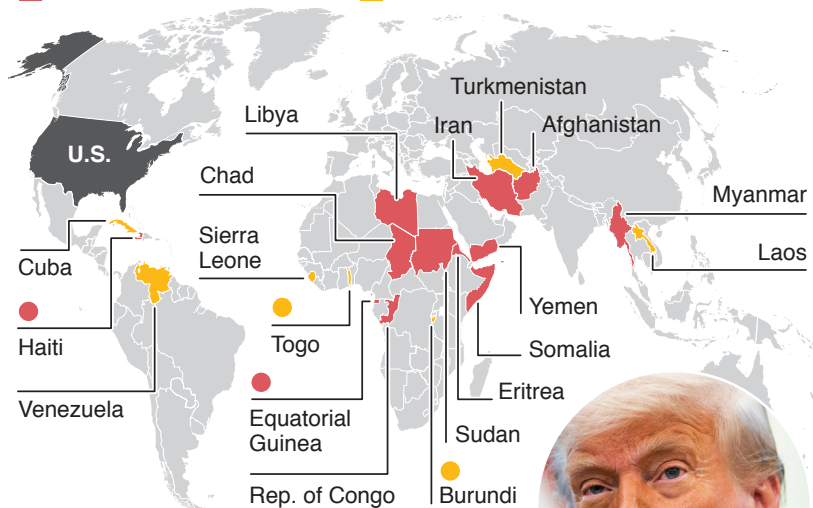 Turkmenistan
Libya
Iran
Afghanistan
U.S.
Chad
Myanmar
Sierra
Leone
Laos
Cuba
Yemen
Haiti
Togo
Somalia
Eritrea
Venezuela
Equatorial
Guinea
Sudan
Rep. of Congo
Burundi